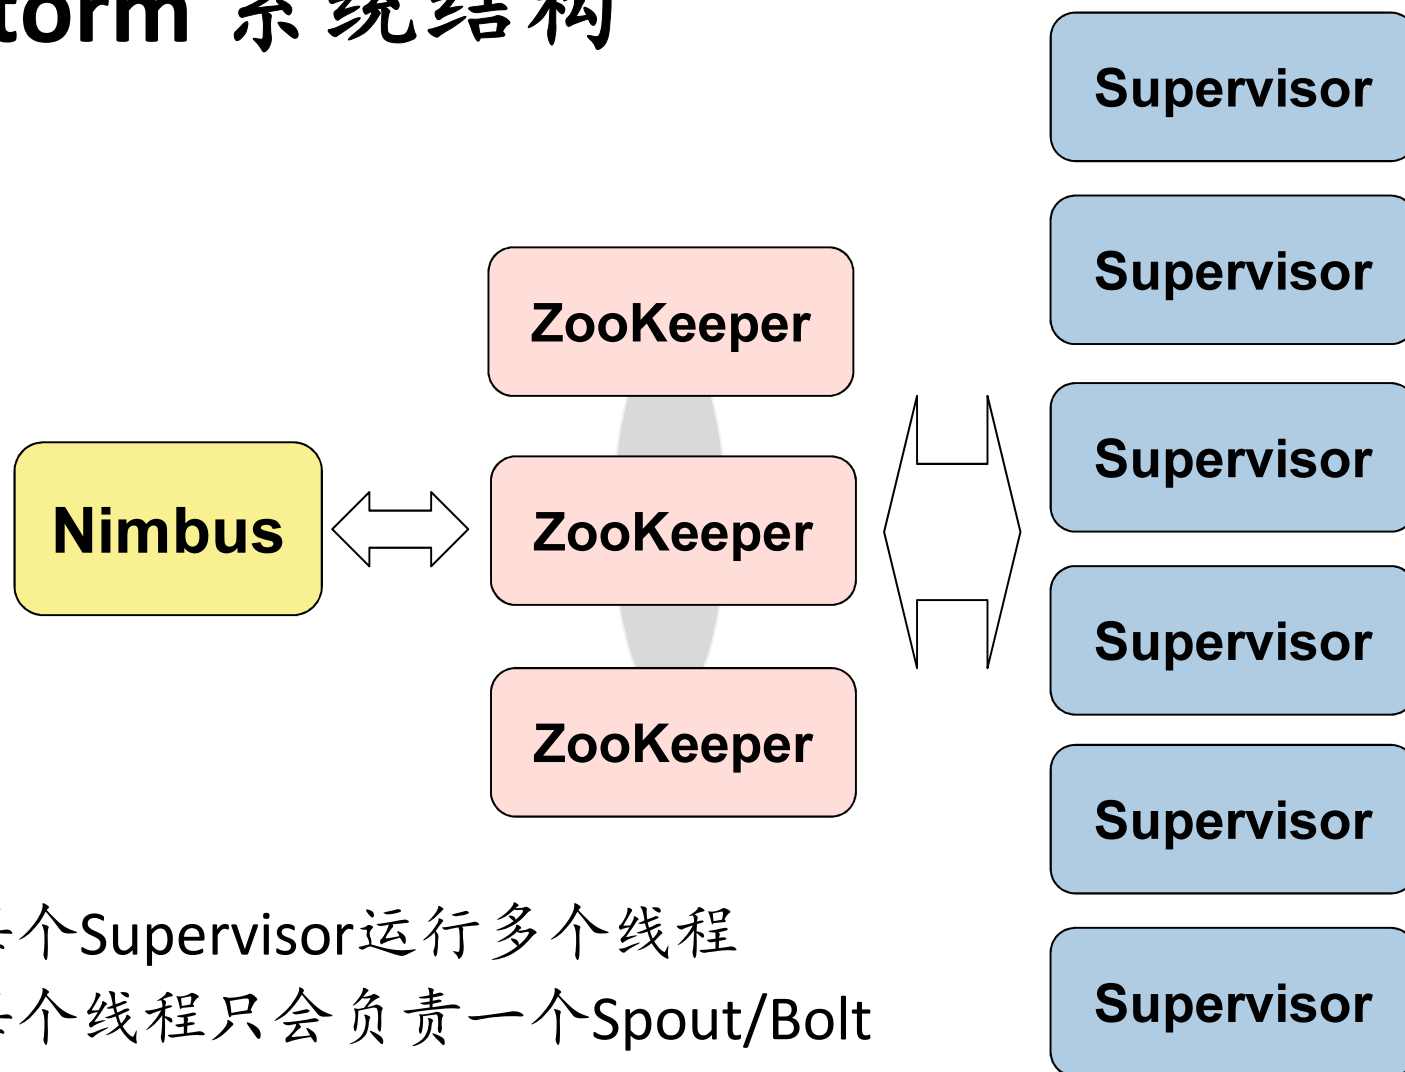 torm 系统结构
Supervisor
Supervisor
ZooKeeper
Supervisor
Nimbus
ZooKeeper
Supervisor
ZooKeeper
Supervisor
个Supervisor运行多个线程
个线程只会负责一个Spout/Bolt
Supervisor